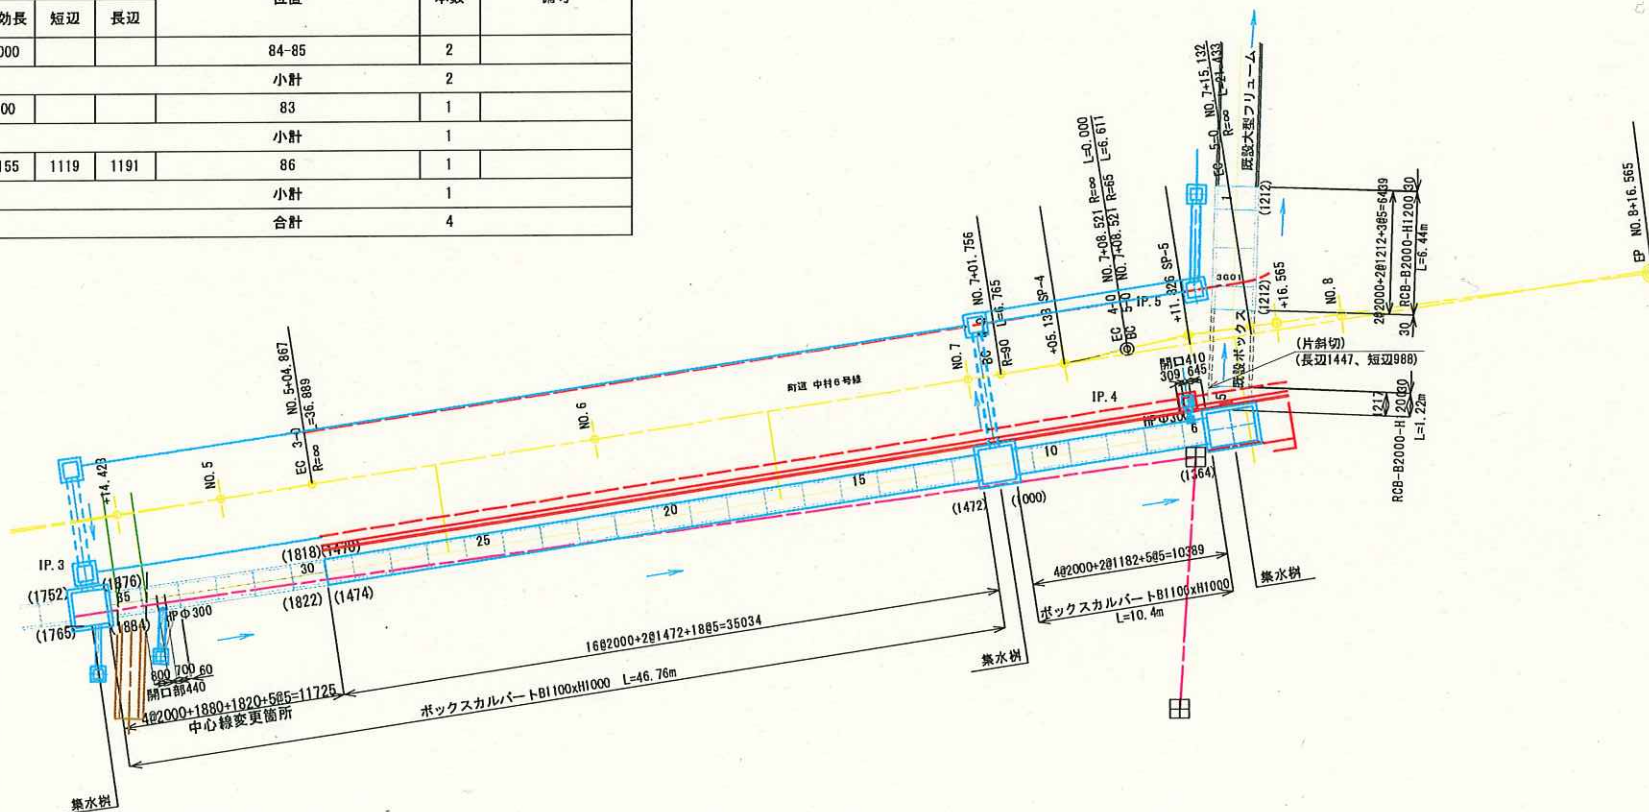 効長 短辺 長辺 位置 本数 備考
000 84-85 2
小計 2
00 83 1
小計 1
155 1119 1191 86 1
小計 1
合計 4
EC 5-0 NO.7+15.132
R=∞ L=21.433
既設大型フリューム
(1212)
1
3@01
(1212)
既設ボックス
2@2000+2@1212+3@5=6439
30
RCB-B2000-H1200
L=6.44m
30
EP NO.8+16.565
+16.565
NO.8
(片斜切)
(長辺1447、短辺988)
30
1217
RCB-B2000-H1200
L=1.22m
EC 4-0 NO.7+08.521 R=∞ L=0.000
BC 5-0 NO.7+08.521 R=65 L=6.611
+11.826 SP-5
IP.5
+05.133 SP-4
NO.7+01.756
BC
R=90 L=6.765
NO.7
開口410
309 645
IP.4
HPΦ300
5
6
(1364)
町道 中村6号線
NO.6
EC 3-0 NO.5+04.867
R=∞ L=36.889
NO.5
+14.423
IP.3
(1752)
(1876)
(1765)
(1884)
35
HPΦ300
(1818)
(1470)
30
(1822)
(1474)
25
20
15
10
(1472)
(1000)
800 700 60
開口部440
4@2000+1880+1820+5@5=11725
中心線変更箇所
16@2000+2@1472+18@5=35034
ボックスカルバートB1100xH1000 L=46.76m
4@2000+2@1182+5@5=10389
ボックスカルバートB1100xH1000
L=10.4m
集水桝
集水桝
集水桝